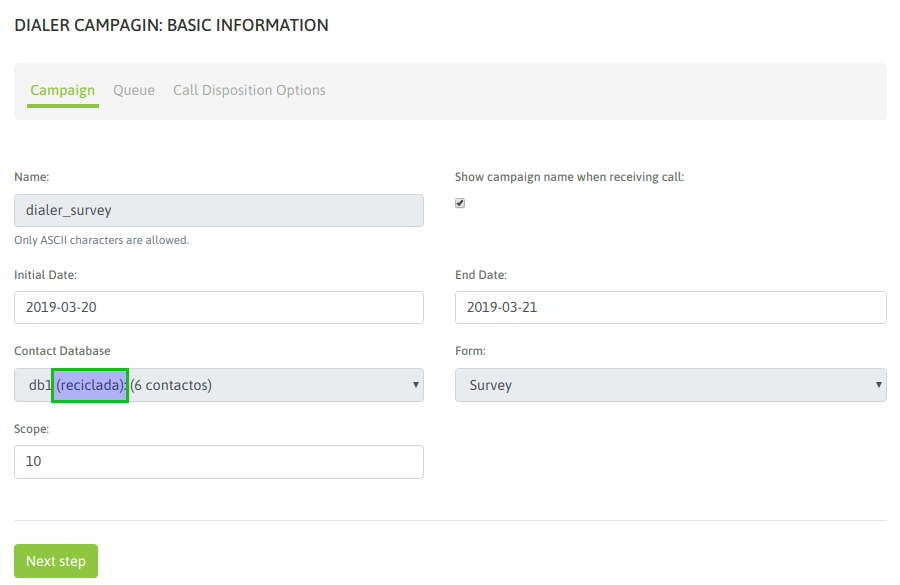 DIALER CAMPAGIN: BASIC INFORMATION
Campaign Queue Call Disposition Options
Name: Show campaign name when receiving call:
dialer_survey
Only ASCII characters are allowed.
Initial Date: End Date:
2019-03-20 2019-03-21
Contact Database Form:
db1 (reciclada): (6 contactos) Survey
Scope:
10
Next step